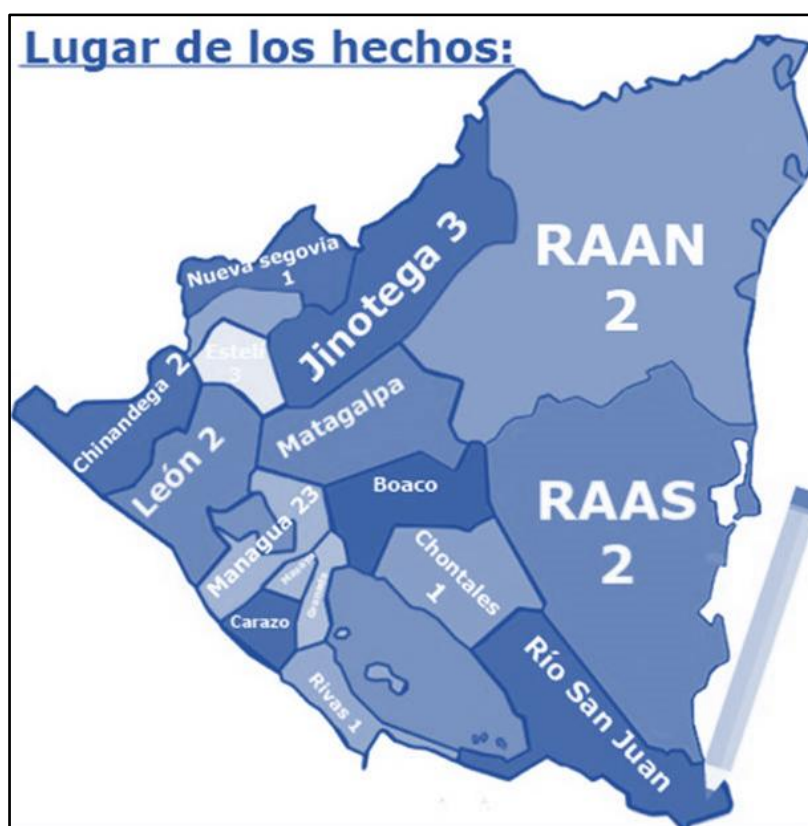 Lugar de los hechos:
Nueva segovia
1
Jinotega 3
RAAN
2
Estelí
3
Chinandega 2
León 2
Matagalpa
Boaco
RAAS
2
Managua 23
Masaya
Granada
Chontales
1
Carazo
Rivas 1
Río San Juan